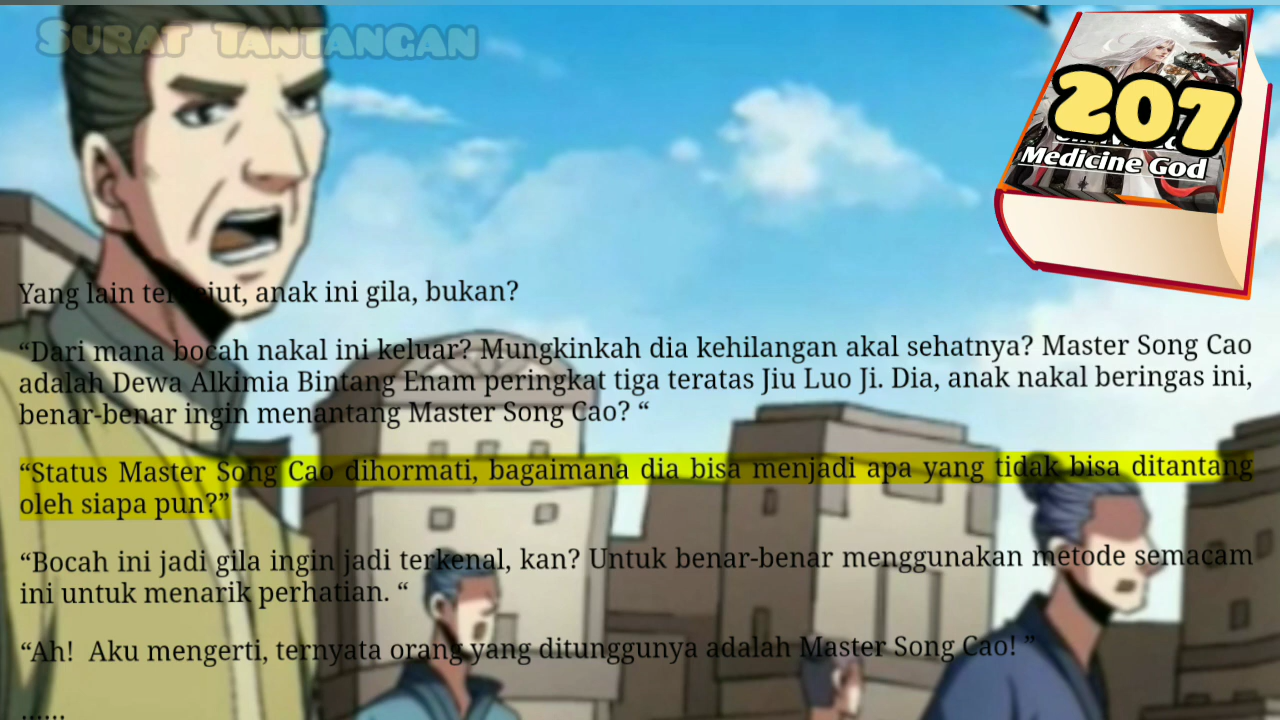 Surat Tantangan
207
Medicine God
Yang lain terkejut, anak ini gila, bukan?
“Dari mana bocah nakal ini keluar? Mungkinkah dia kehilangan akal sehatnya? Master Song Cao
adalah Dewa Alkimia Bintang Enam peringkat tiga teratas Jiu Luo Ji. Dia, anak nakal beringas ini,
benar-benar ingin menantang Master Song Cao? “
“Status Master Song Cao dihormati, bagaimana dia bisa menjadi apa yang tidak bisa ditantang
oleh siapa pun?”
“Bocah ini jadi gila ingin jadi terkenal, kan? Untuk benar-benar menggunakan metode semacam
ini untuk menarik perhatian. “
“Ah!  Aku mengerti, ternyata orang yang ditunggunya adalah Master Song Cao! ”
......